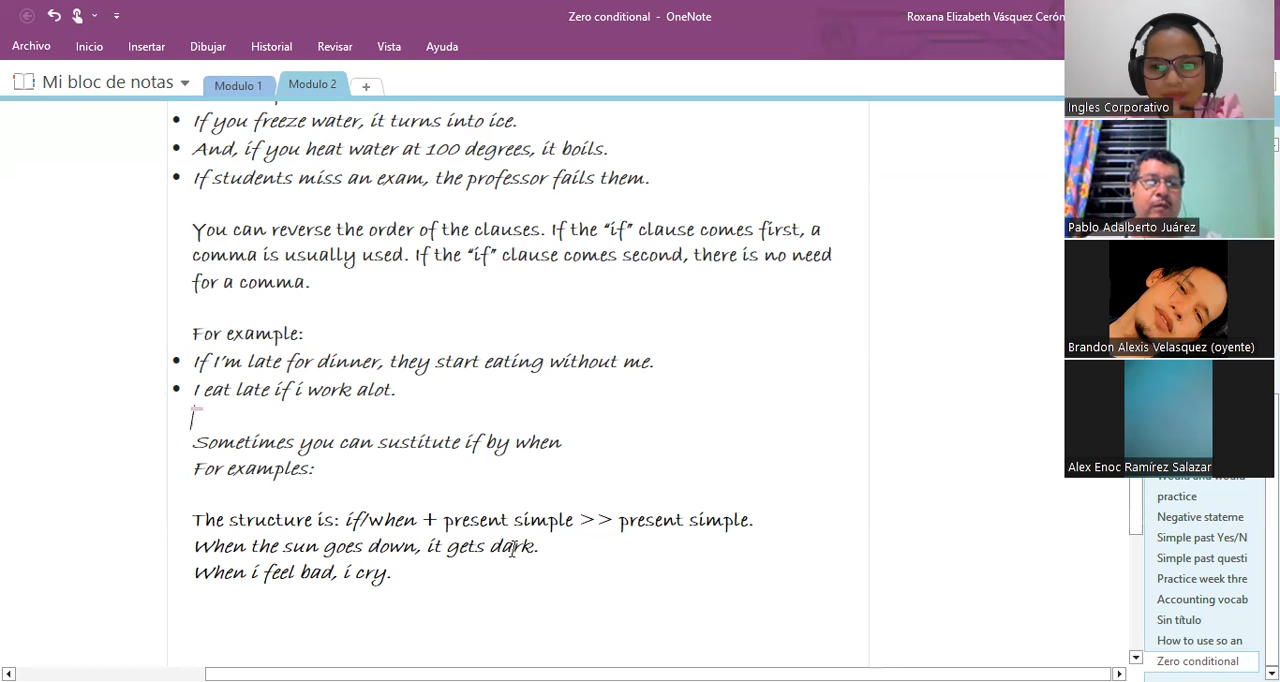 Zero conditional - OneNote
Roxana Elizabeth Vásquez Cerón
Archivo Inicio Insertar Dibujar Historial Revisar Vista Ayuda
Mi bloc de notas Modulo 1 Modulo 2 +
If you freeze water, it turns into ice.
And, if you heat water at 100 degrees, it boils.
If students miss an exam, the professor fails them.
You can reverse the order of the clauses. If the “if” clause comes first, a
comma is usually used. If the “if” clause comes second, there is no need
for a comma.
For example:
If I'm late for dinner, they start eating without me.
I eat late if i work alot.
Sometimes you can sustitute if by when
For examples:
The structure is: if/when + present simple >> present simple.
When the sun goes down, it gets dark.
When i feel bad, i cry.
Ingles Corporativo
Pablo Adalberto Juárez
Brandon Alexis Velasquez (oyente)
Alex Enoc Ramírez Salazar
practice
Negative stateme
Simple past Yes/N
Simple past questi
Practice week thre
Accounting vocab
Sin título
How to use so an
Zero conditional